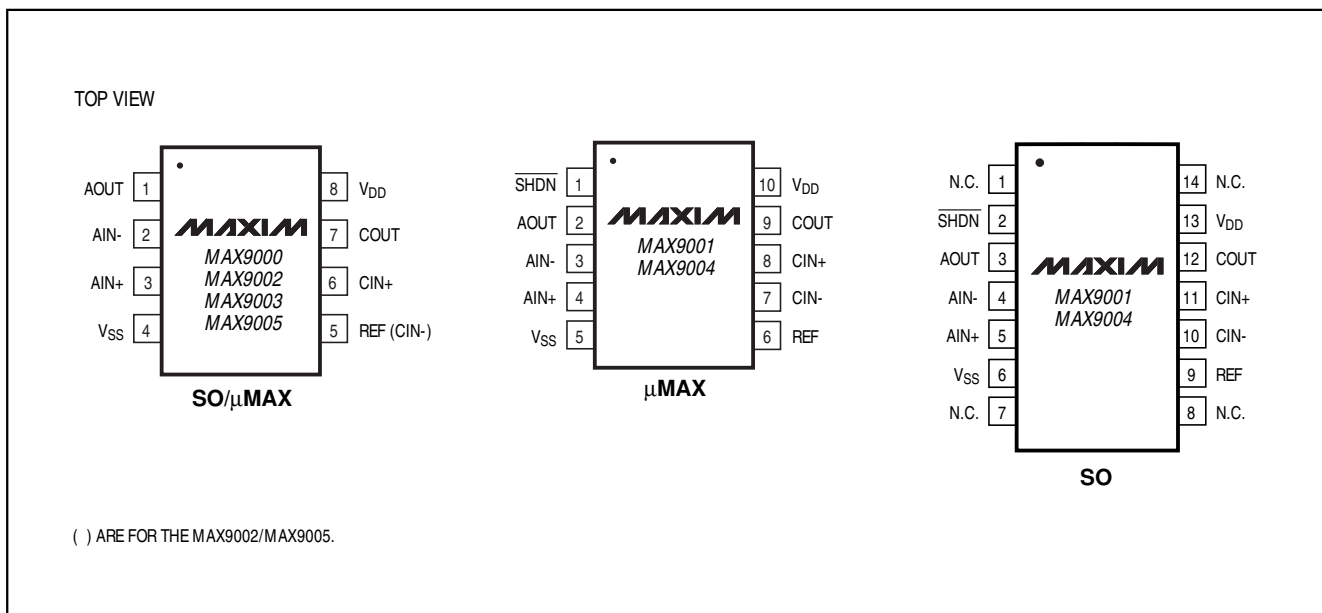 TOP VIEW
AOUT 1
AIN- 2
AIN+ 3
VSS 4
8 VDD
7 COUT
6 CIN+
5 REF (CIN-)
MAXIM
MAX9000
MAX9002
MAX9003
MAX9005
SO/µMAX
SHDN 1
AOUT 2
AIN- 3
AIN+ 4
VSS 5
10 VDD
9 COUT
8 CIN+
7 CIN-
6 REF
MAXIM
MAX9001
MAX9004
µMAX
N.C. 1
SHDN 2
AOUT 3
AIN- 4
AIN+ 5
VSS 6
N.C. 7
14 N.C.
13 VDD
12 COUT
11 CIN+
10 CIN-
9 REF
8 N.C.
MAXIM
MAX9001
MAX9004
SO
( ) ARE FOR THE MAX9002/MAX9005.